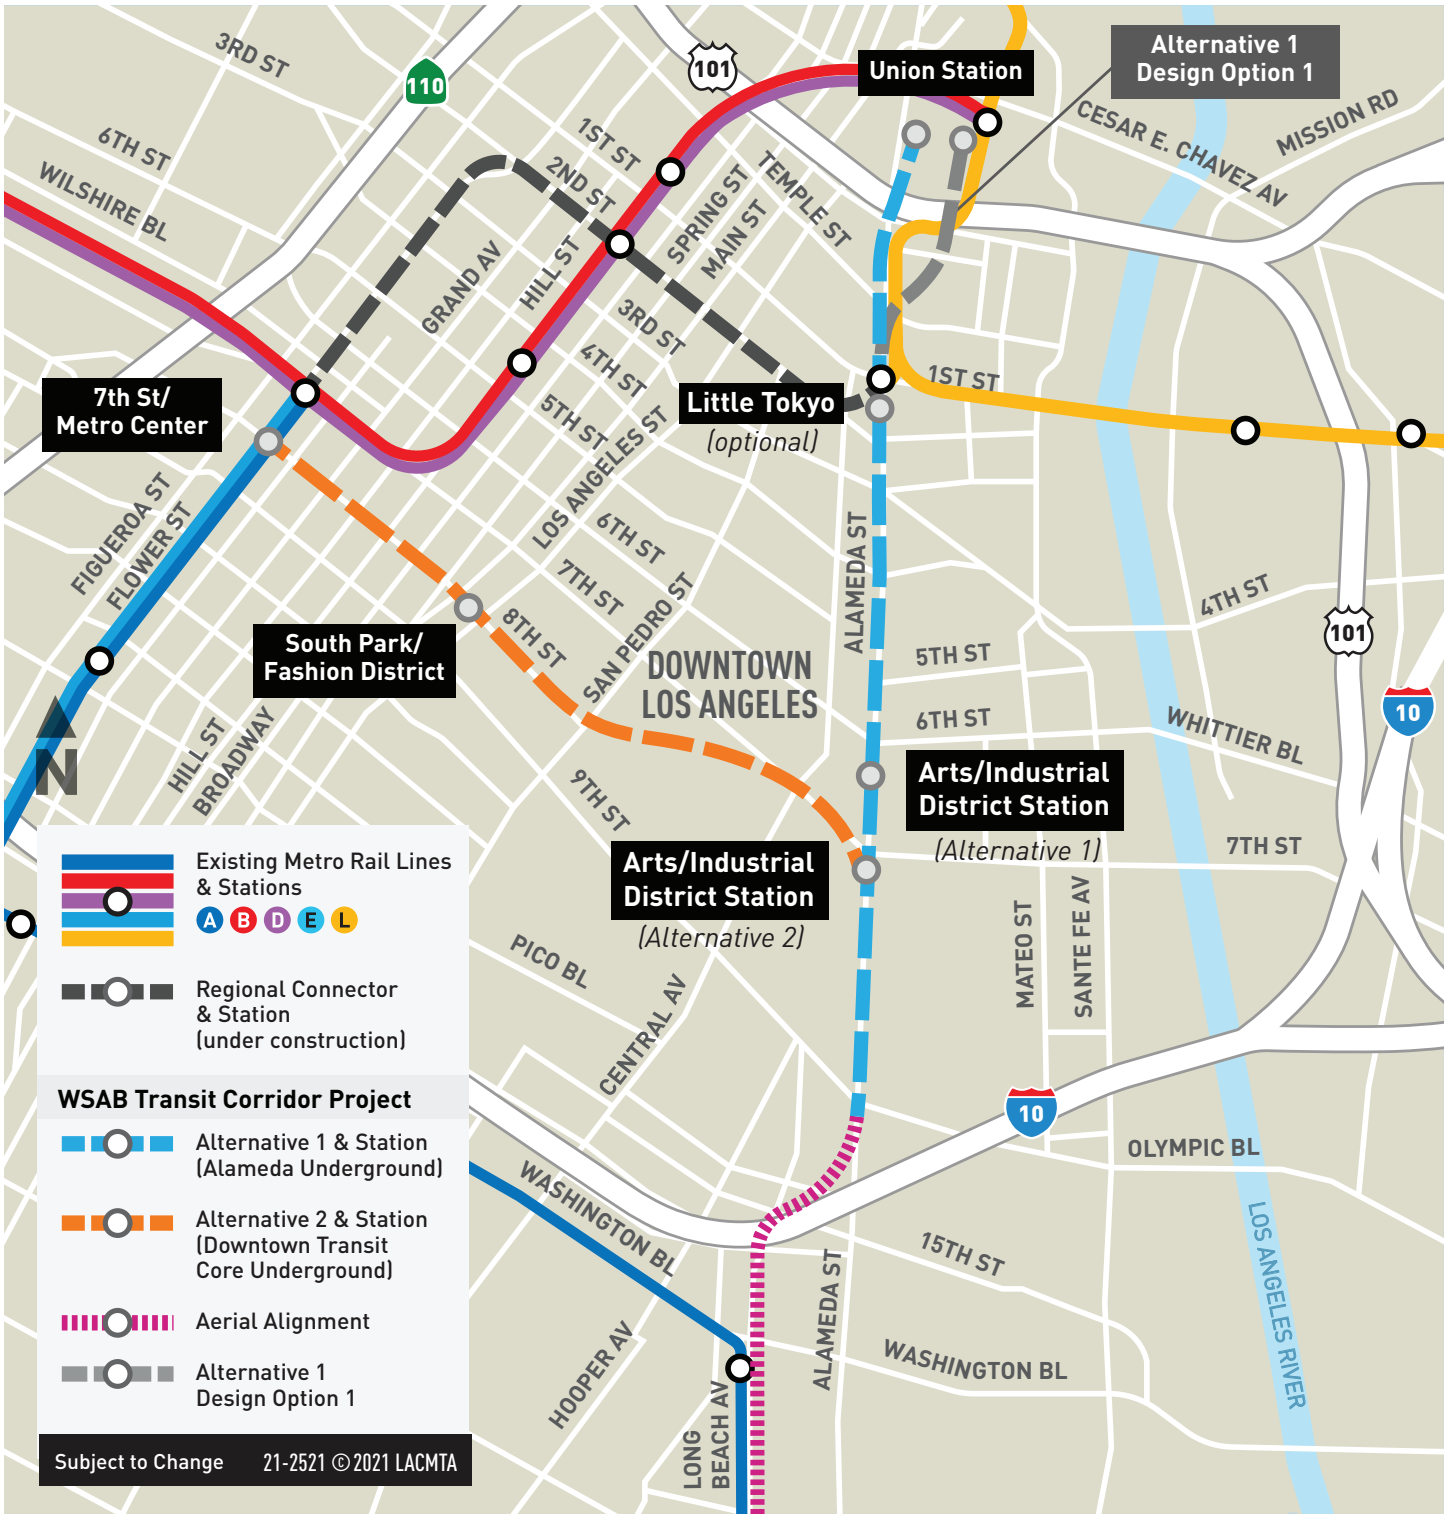 3RD ST
110
101
Union Station
Alternative 1
Design Option 1
CESAR E. CHAVEZ AV
MISSION RD
6TH ST
WILSHIRE BL
1ST ST
2ND ST
SPRING ST
MAIN ST
TEMPLE ST
GRAND AV
HILL ST
3RD ST
4TH ST
5TH ST
LOS ANGELES ST
7th St/
Metro Center
Little Tokyo
(optional)
1ST ST
FIGUEROA ST
FLOWER ST
6TH ST
7TH ST
8TH ST
SAN PEDRO ST
ALAMEDA ST
4TH ST
101
South Park/
Fashion District
DOWNTOWN
LOS ANGELES
5TH ST
6TH ST
WHITTIER BL
10
N
HILL ST
BROADWAY
9TH ST
Arts/Industrial
District Station
(Alternative 1)
7TH ST
Arts/Industrial
District Station
(Alternative 2)
PICO BL
CENTRAL AV
MATEO ST
SANTE FE AV
10
OLYMPIC BL
WASHINGTON BL
15TH ST
LOS ANGELES RIVER
HOOPER AV
ALAMEDA ST
WASHINGTON BL
LONG
BEACH AV
Existing Metro Rail Lines
& Stations
A B D E L
Regional Connector
& Station
(under construction)
WSAB Transit Corridor Project
Alternative 1 & Station
(Alameda Underground)
Alternative 2 & Station
(Downtown Transit
Core Underground)
Aerial Alignment
Alternative 1
Design Option 1
Subject to Change 21-2521 © 2021 LACMTA